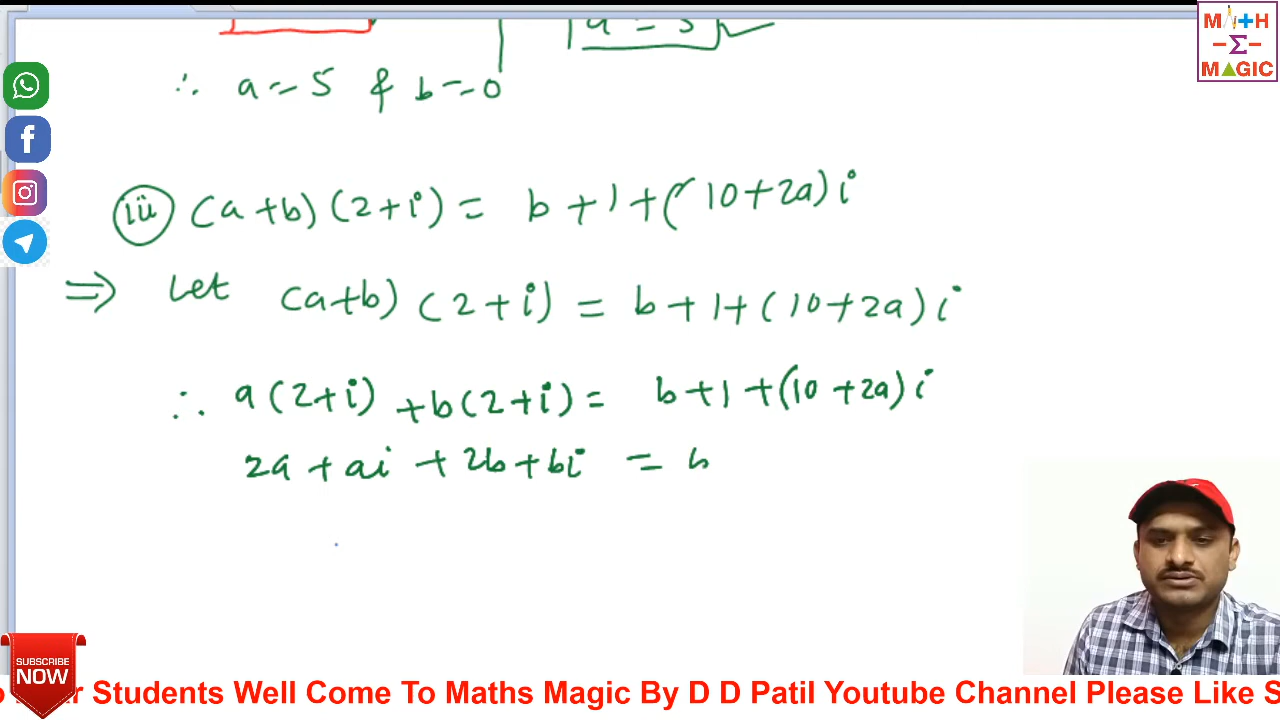 a = 5
∴ a = 5 & b = 0
(iii) (a+b)(2+i) = b+1+(10+2a)i
⇒ Let (a+b)(2+i) = b+1+(10+2a)i
∴ a(2+i) +b(2+i) = b+1+(10+2a)i
2a + ai + 2b + bi = b
MATH
-Σ-
MAGIC
SUBSCRIBE
NOW
r Students Well Come To Maths Magic By D D Patil Youtube Channel Please Like S